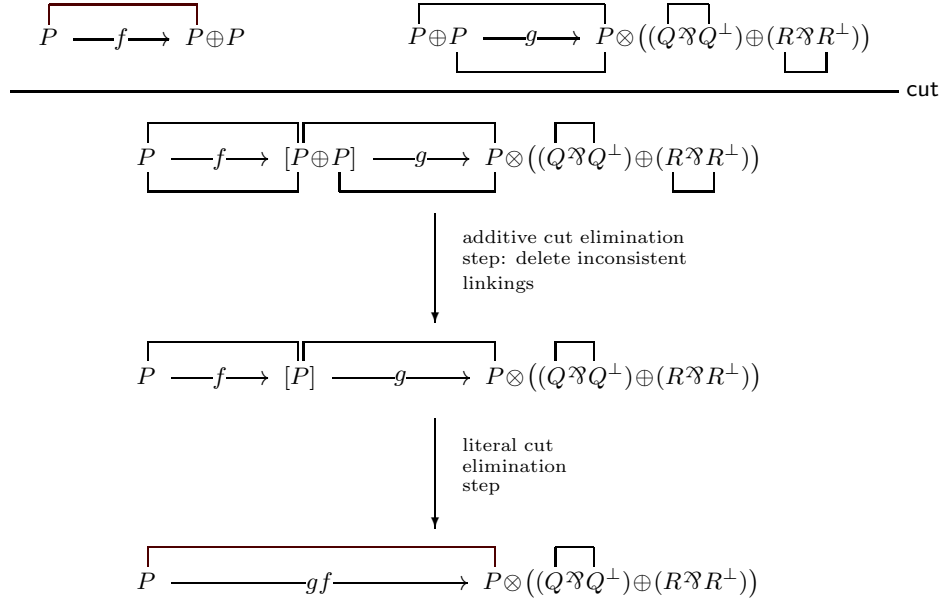 P —f→ P⊕P P⊕P —g→ P⊗((Q⅋Q⊥)⊕(R⅋R⊥))
cut
P —f→ [P⊕P] —g→ P⊗((Q⅋Q⊥)⊕(R⅋R⊥))
additive cut elimination
step: delete inconsistent
linkings
P —f→ [P] —g→ P⊗((Q⅋Q⊥)⊕(R⅋R⊥))
literal cut
elimination
step
P —gf→ P⊗((Q⅋Q⊥)⊕(R⅋R⊥))